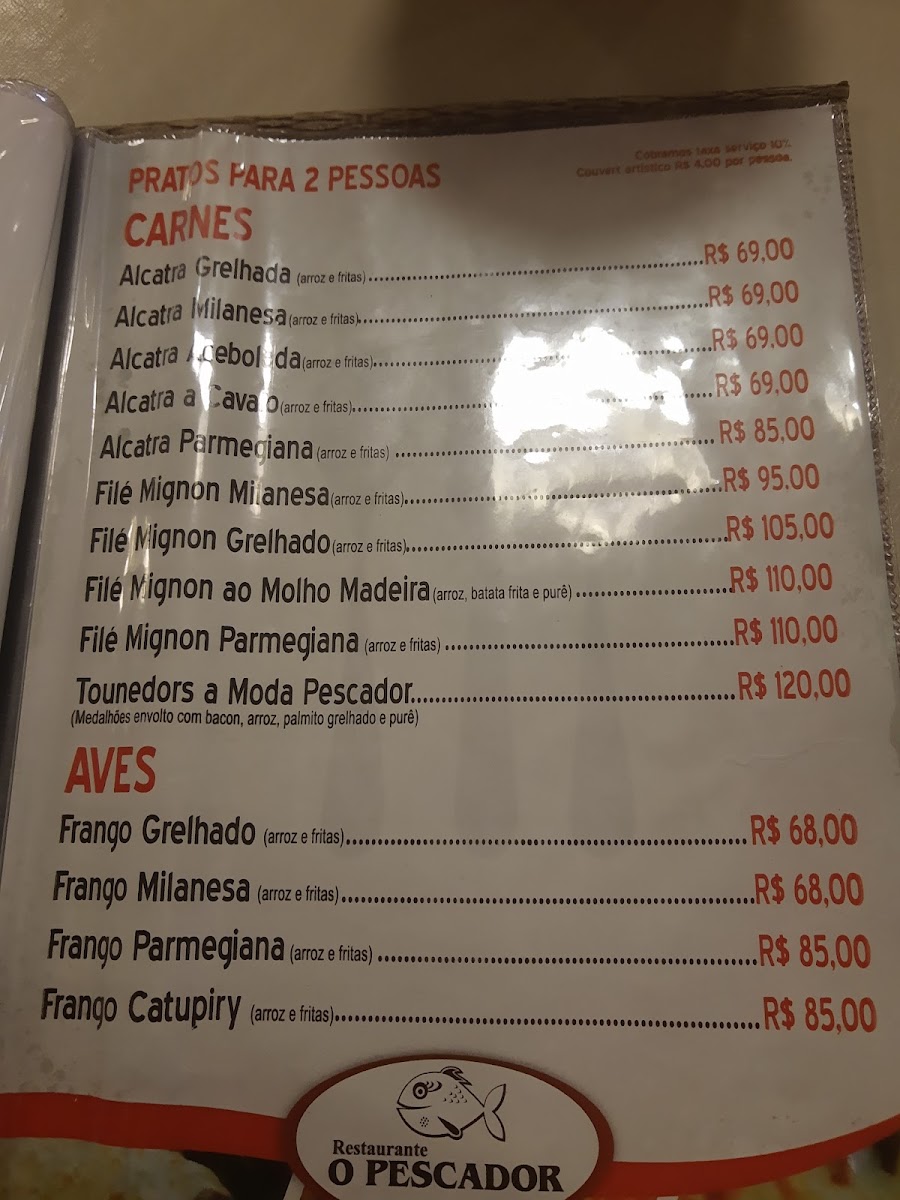 Cobramos taxa serviço 10%.
Couvert artístico R$ 4,00 por pessoa.
PRATOS PARA 2 PESSOAS
CARNES
Alcatra Grelhada (arroz e fritas) R$ 69,00
Alcatra Milanesa (arroz e fritas) R$ 69,00
Alcatra Acebolada (arroz e fritas) R$ 69,00
Alcatra a Cavalo (arroz e fritas) R$ 69,00
Alcatra Parmegiana (arroz e fritas) R$ 85,00
Filé Mignon Milanesa (arroz e fritas) R$ 95,00
Filé Mignon Grelhado (arroz e fritas) R$ 105,00
Filé Mignon ao Molho Madeira (arroz, batata frita e purê) R$ 110,00
Filé Mignon Parmegiana (arroz e fritas) R$ 110,00
Tounedors a Moda Pescador R$ 120,00
(Medalhões envolto com bacon, arroz, palmito grelhado e purê)
AVES
Frango Grelhado (arroz e fritas) R$ 68,00
Frango Milanesa (arroz e fritas) R$ 68,00
Frango Parmegiana (arroz e fritas) R$ 85,00
Frango Catupiry (arroz e fritas) R$ 85,00
Restaurante
O PESCADOR